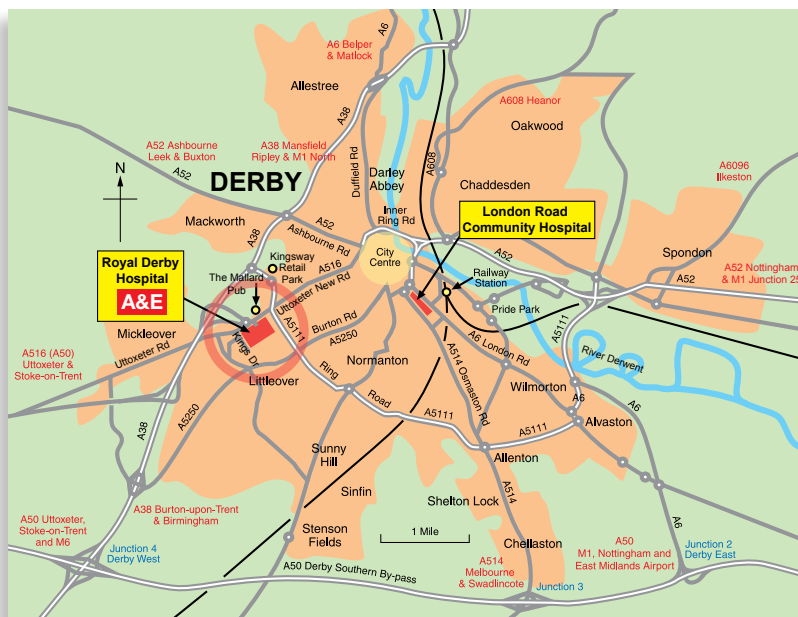 A6
A6 Belper
& Matlock
Allestree
A38
A608 Heanor
Oakwood
A52 Ashbourne
Leek & Buxton
A38 Mansfield
Ripley & M1 North
Duffield Rd
A608
A6096
Ilkeston
N
A52
DERBY
Darley
Abbey
Chaddesden
Mackworth
A52
Ashbourne Rd
Inner
Ring Rd
London Road
Community Hospital
A38
City
Centre
A52
Spondon
Royal Derby
Hospital
A&E
Kingsway
Retail
Park
A516
Uttoxeter New Rd
Railway
Station
A52
A52 Nottingham
& M1 Junction 25
The Mallard
Pub
Pride Park
A5111
Mickleover
Uttoxeter Rd
Kings Dr
A5111
Burton Rd
A5250
A6 London Rd
River Derwent
A516 (A50)
Uttoxeter &
Stoke-on-Trent
Littleover
Normanton
A514 Osmaston Rd
Wilmorton
A38
A5250
Ring
Road
A5111
A5111
A6
A6
Alvaston
Sunny
Hill
Allenton
Sinfin
Shelton Lock
A514
A50 Uttoxeter,
Stoke-on-Trent
and M6
A38 Burton-upon-Trent
& Birmingham
Stenson
Fields
1 Mile
Chellaston
A6
Junction 4
Derby West
A50 Derby Southern By-pass
A514
Melbourne
& Swadlincote
Junction 3
A50
M1, Nottingham and
East Midlands Airport
Junction 2
Derby East